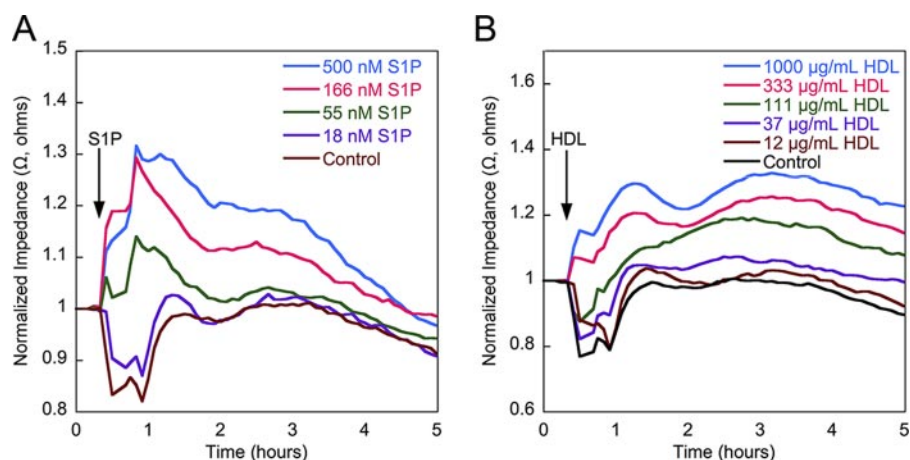 A
1.5
1.4
1.3
1.2
1.1
1
0.9
0.8
Normalized Impedance (Ω, ohms)
500 nM S1P
166 nM S1P
55 nM S1P
18 nM S1P
Control
S1P
0
1
2
3
4
5
Time (hours)
B
1.6
1.4
1.2
1.0
0.8
0.6
Normalized Impedance (Ω, ohms)
1000 µg/mL HDL
333 µg/mL HDL
111 µg/mL HDL
37 µg/mL HDL
12 µg/mL HDL
Control
HDL
0
1
2
3
4
5
Time (hours)